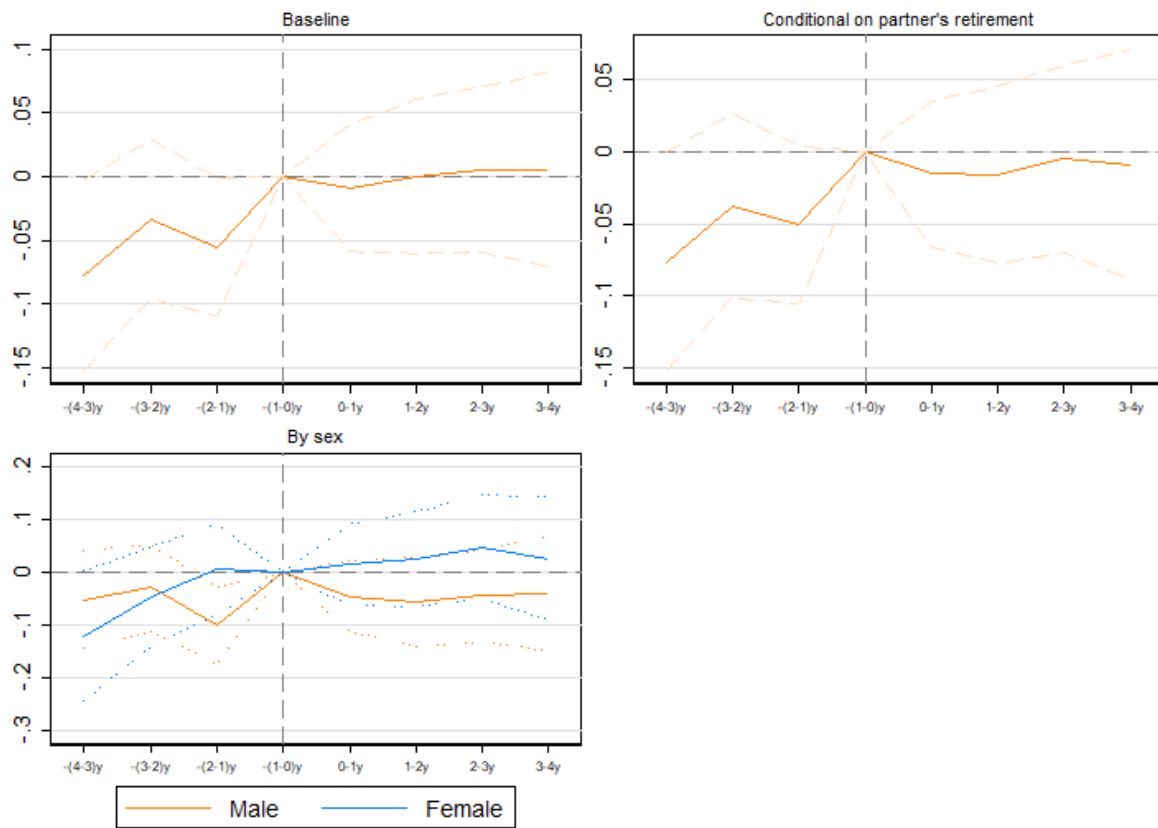 Baseline
.1
.05
0
-.05
-.1
-.15
-(4-3)y -(3-2)y -(2-1)y -(1-0)y 0-1y 1-2y 2-3y 3-4y
Conditional on partner's retirement
.05
0
-.05
-.1
-.15
-(4-3)y -(3-2)y -(2-1)y -(1-0)y 0-1y 1-2y 2-3y 3-4y
By sex
.2
.1
0
-.1
-.2
-.3
-(4-3)y -(3-2)y -(2-1)y -(1-0)y 0-1y 1-2y 2-3y 3-4y
Male Female